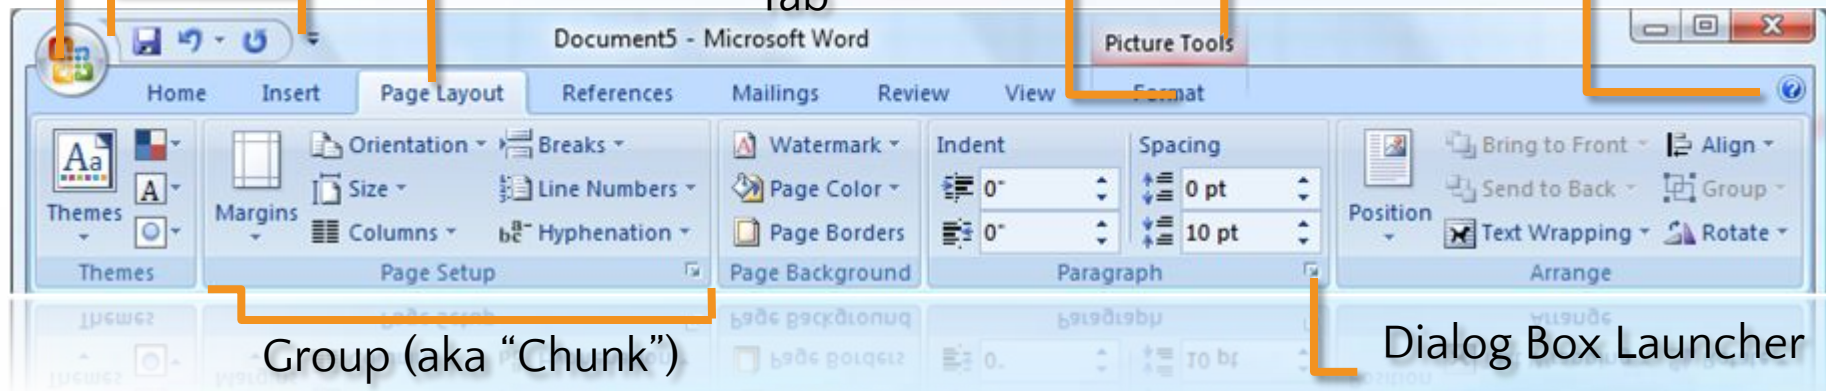 Tab
Document5 - Microsoft Word
Picture Tools
Home Insert Page Layout References Mailings Review View Format
Aa Orientation Breaks Watermark Indent Spacing Bring to Front Align
A Size Line Numbers Page Color 0" 0 pt Send to Back Group
Themes Margins Position
Columns Hyphenation Page Borders 0" 10 pt Text Wrapping Rotate
Themes Page Setup Page Background Paragraph Arrange
Group (aka “Chunk”) Dialog Box Launcher